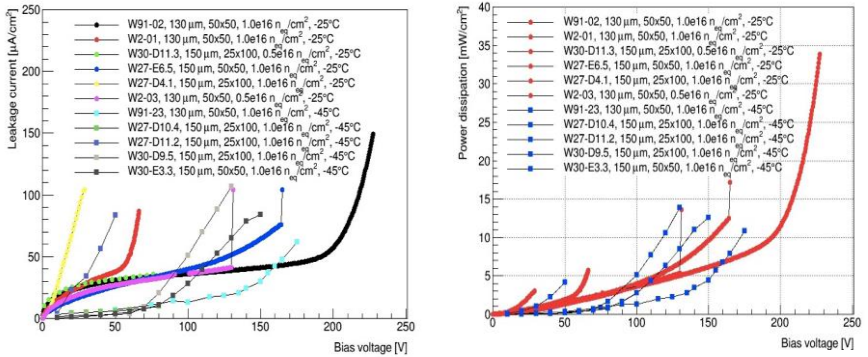 Leakage current [µA/cm²]
250
200
150
100
50
0
0 50 100 150 200 250
Bias voltage [V]
W91-02, 130 µm, 50x50, 1.0e16 n_eq/cm², -25°C
W2-01, 130 µm, 50x50, 1.0e16 n_eq/cm², -25°C
W30-D11.3, 150 µm, 25x100, 0.5e16 n_eq/cm², -25°C
W27-E6.5, 150 µm, 50x50, 1.0e16 n_eq/cm², -25°C
W27-D4.1, 150 µm, 25x100, 1.0e16 n_eq/cm², -25°C
W2-03, 130 µm, 50x50, 0.5e16 n_eq/cm², -25°C
W91-23, 130 µm, 50x50, 1.0e16 n_eq/cm², -45°C
W27-D10.4, 150 µm, 25x100, 1.0e16 n_eq/cm², -45°C
W27-D11.2, 150 µm, 25x100, 1.0e16 n_eq/cm², -45°C
W30-D9.5, 150 µm, 25x100, 1.0e16 n_eq/cm², -45°C
W30-E3.3, 150 µm, 50x50, 1.0e16 n_eq/cm², -45°C
Power dissipation [mW/cm²]
40
35
30
25
20
15
10
5
0
0 50 100 150 200 250
Bias voltage [V]
W91-02, 130 µm, 50x50, 1.0e16 n_eq/cm², -25°C
W2-01, 130 µm, 50x50, 1.0e16 n_eq/cm², -25°C
W30-D11.3, 150 µm, 25x100, 0.5e16 n_eq/cm², -25°C
W27-E6.5, 150 µm, 50x50, 1.0e16 n_eq/cm², -25°C
W27-D4.1, 150 µm, 25x100, 1.0e16 n_eq/cm², -25°C
W2-03, 130 µm, 50x50, 0.5e16 n_eq/cm², -25°C
W91-23, 130 µm, 50x50, 1.0e16 n_eq/cm², -45°C
W27-D10.4, 150 µm, 25x100, 1.0e16 n_eq/cm², -45°C
W27-D11.2, 150 µm, 25x100, 1.0e16 n_eq/cm², -45°C
W30-D9.5, 150 µm, 25x100, 1.0e16 n_eq/cm², -45°C
W30-E3.3, 150 µm, 50x50, 1.0e16 n_eq/cm², -45°C